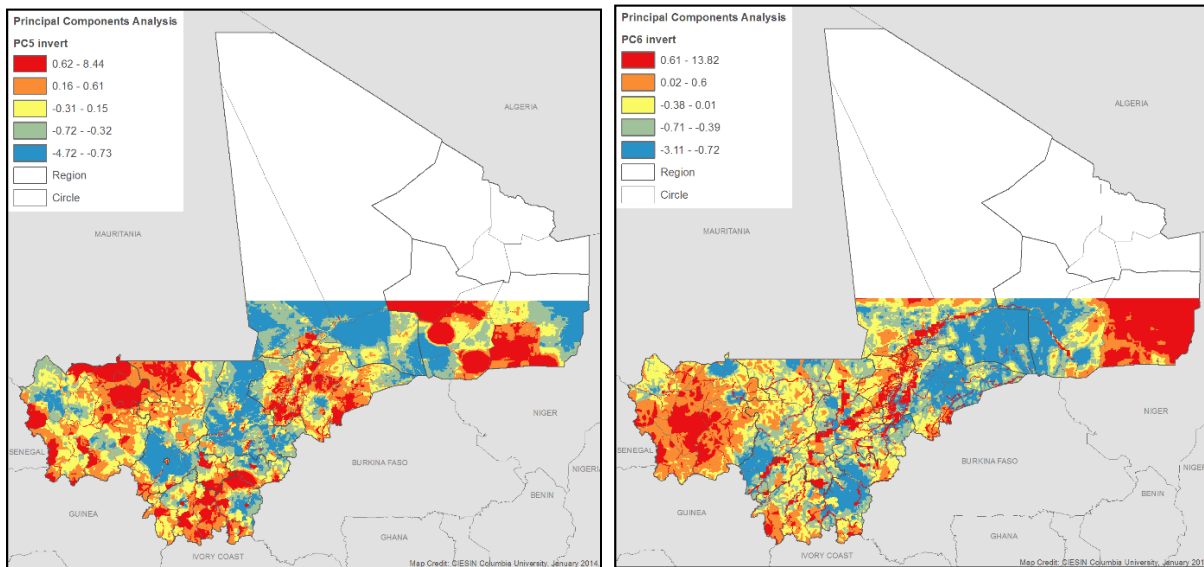 Principal Components Analysis
PC5 invert
0.62 - 8.44
0.16 - 0.61
-0.31 - 0.15
-0.72 - -0.32
-4.72 - -0.73
Region
Circle
ALGERIA
MAURITANIA
NIGER
SENEGAL
BURKINA FASO
NIGERIA
BENIN
GUINEA
GHANA
IVORY COAST
Map Credit: CIESIN Columbia University, January 2014.
Principal Components Analysis
PC6 invert
0.61 - 13.82
0.02 - 0.6
-0.38 - 0.01
-0.71 - -0.39
-3.11 - -0.72
Region
Circle
ALGERIA
MAURITANIA
NIGER
SENEGAL
BURKINA FASO
BENIN
GUINEA
GHANA
IVORY COAST